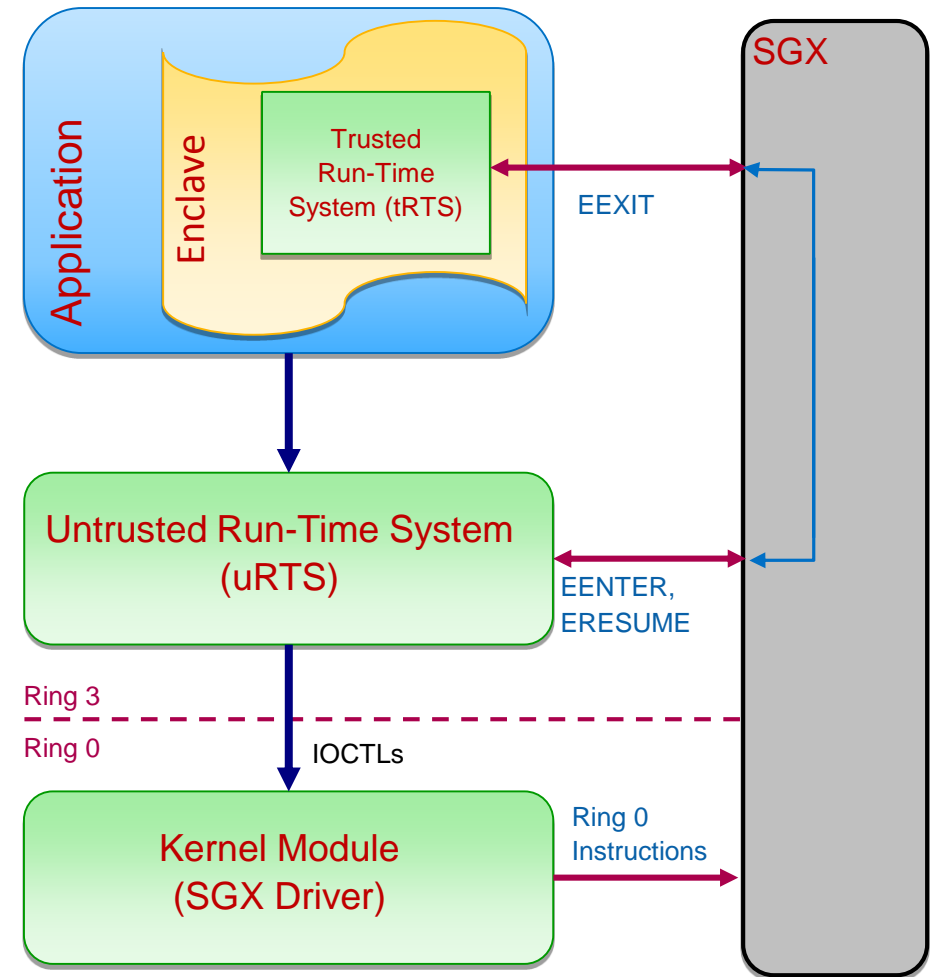 SGX
Application
Enclave
Trusted
Run-Time
System (tRTS)
EEXIT
Untrusted Run-Time System
(uRTS)
EENTER,
ERESUME
Ring 3
Ring 0
IOCTLs
Kernel Module
(SGX Driver)
Ring 0
Instructions